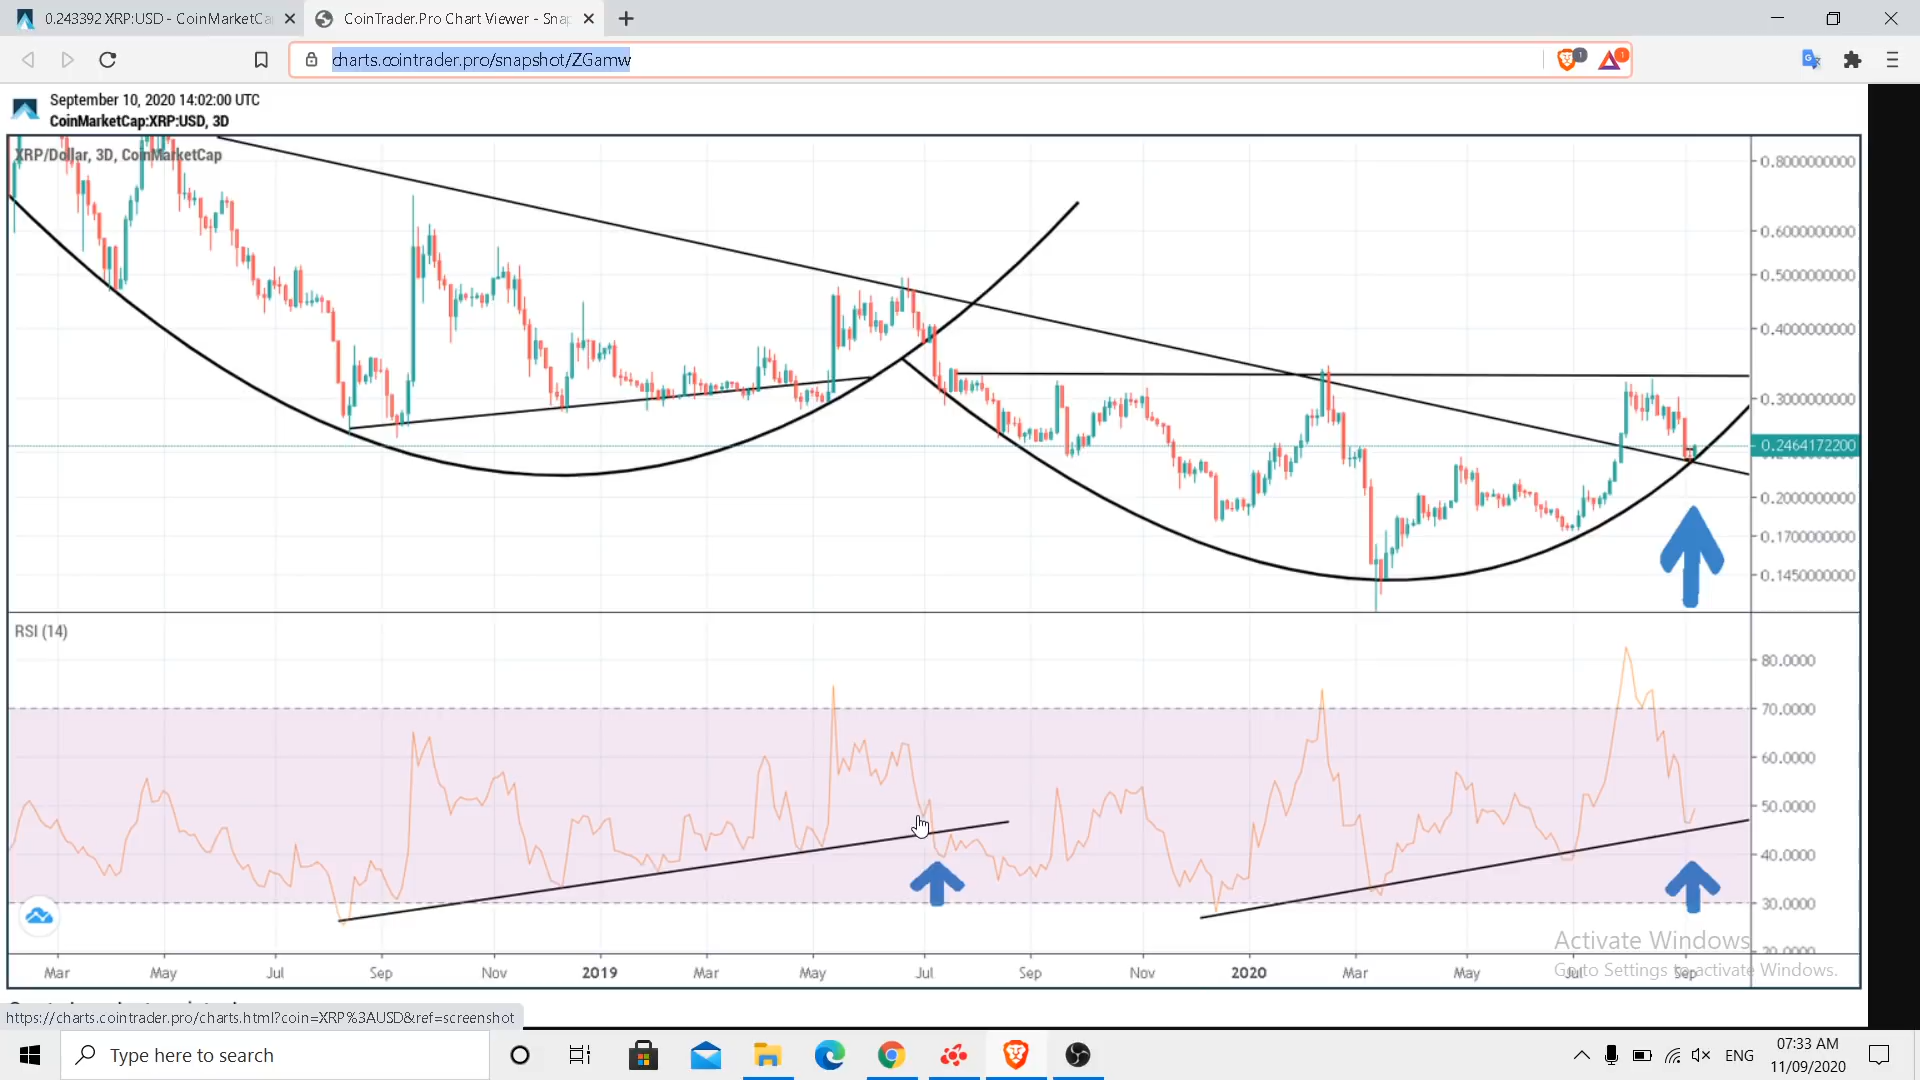 0.243392 XRP:USD - CoinMarketCa
CoinTrader.Pro Chart Viewer - Sna
charts.cointrader.pro/snapshot/ZGamw
1
1
September 10, 2020 14:02:00 UTC
CoinMarketCap:XRP:USD, 3D
XRP/Dollar, 3D, CoinMarketCap
0.8000000000
0.6000000000
0.5000000000
0.4000000000
0.3000000000
0.2464172200
0.2000000000
0.1700000000
0.1450000000
RSI (14)
80.0000
70.0000
60.0000
50.0000
40.0000
30.0000
20.0000
Mar May Jul Sep Nov 2019 Mar May Jul Sep Nov 2020 Mar May Jul Sep
Activate Windows
Go to Settings to activate Windows.
https://charts.cointrader.pro/charts.html?coin=XRP%3AUSD&ref=screenshot
Type here to search
ENG
07:33 AM
11/09/2020